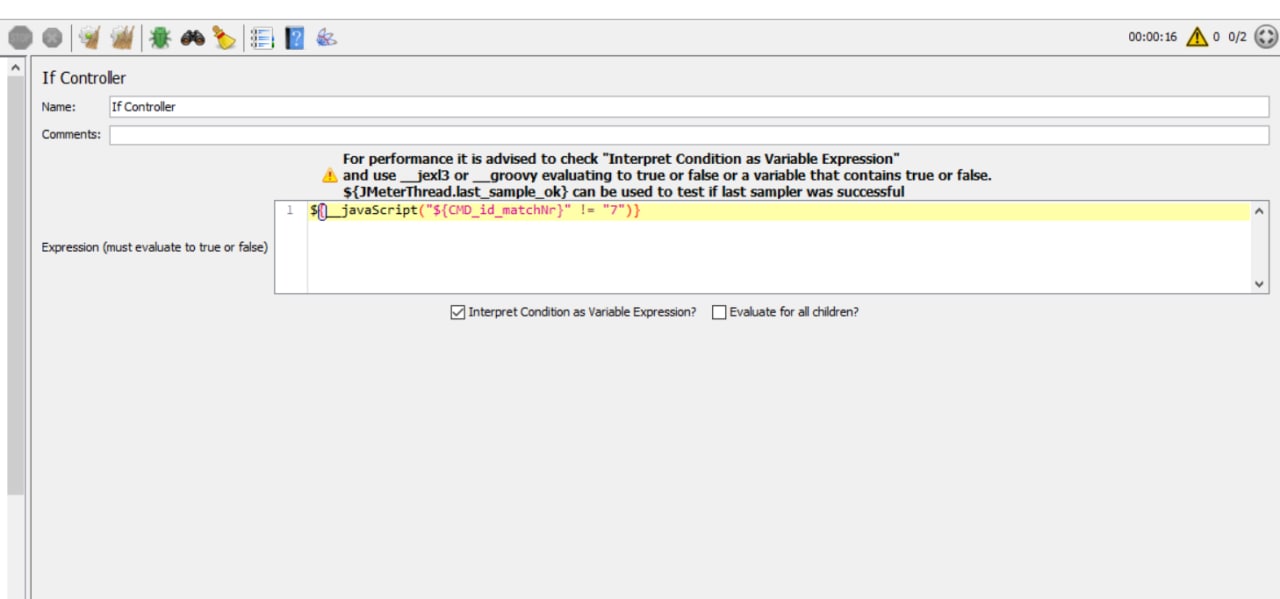 STOP
00:00:16 0 0/2
If Controller
Name: If Controller
Comments:
For performance it is advised to check "Interpret Condition as Variable Expression"
and use __jexl3 or __groovy evaluating to true or false or a variable that contains true or false.
${JMeterThread.last_sample_ok} can be used to test if last sampler was successful
1 ${__javaScript("${CMD_id_matchNr}" != "7")}
Expression (must evaluate to true or false)
Interpret Condition as Variable Expression? Evaluate for all children?